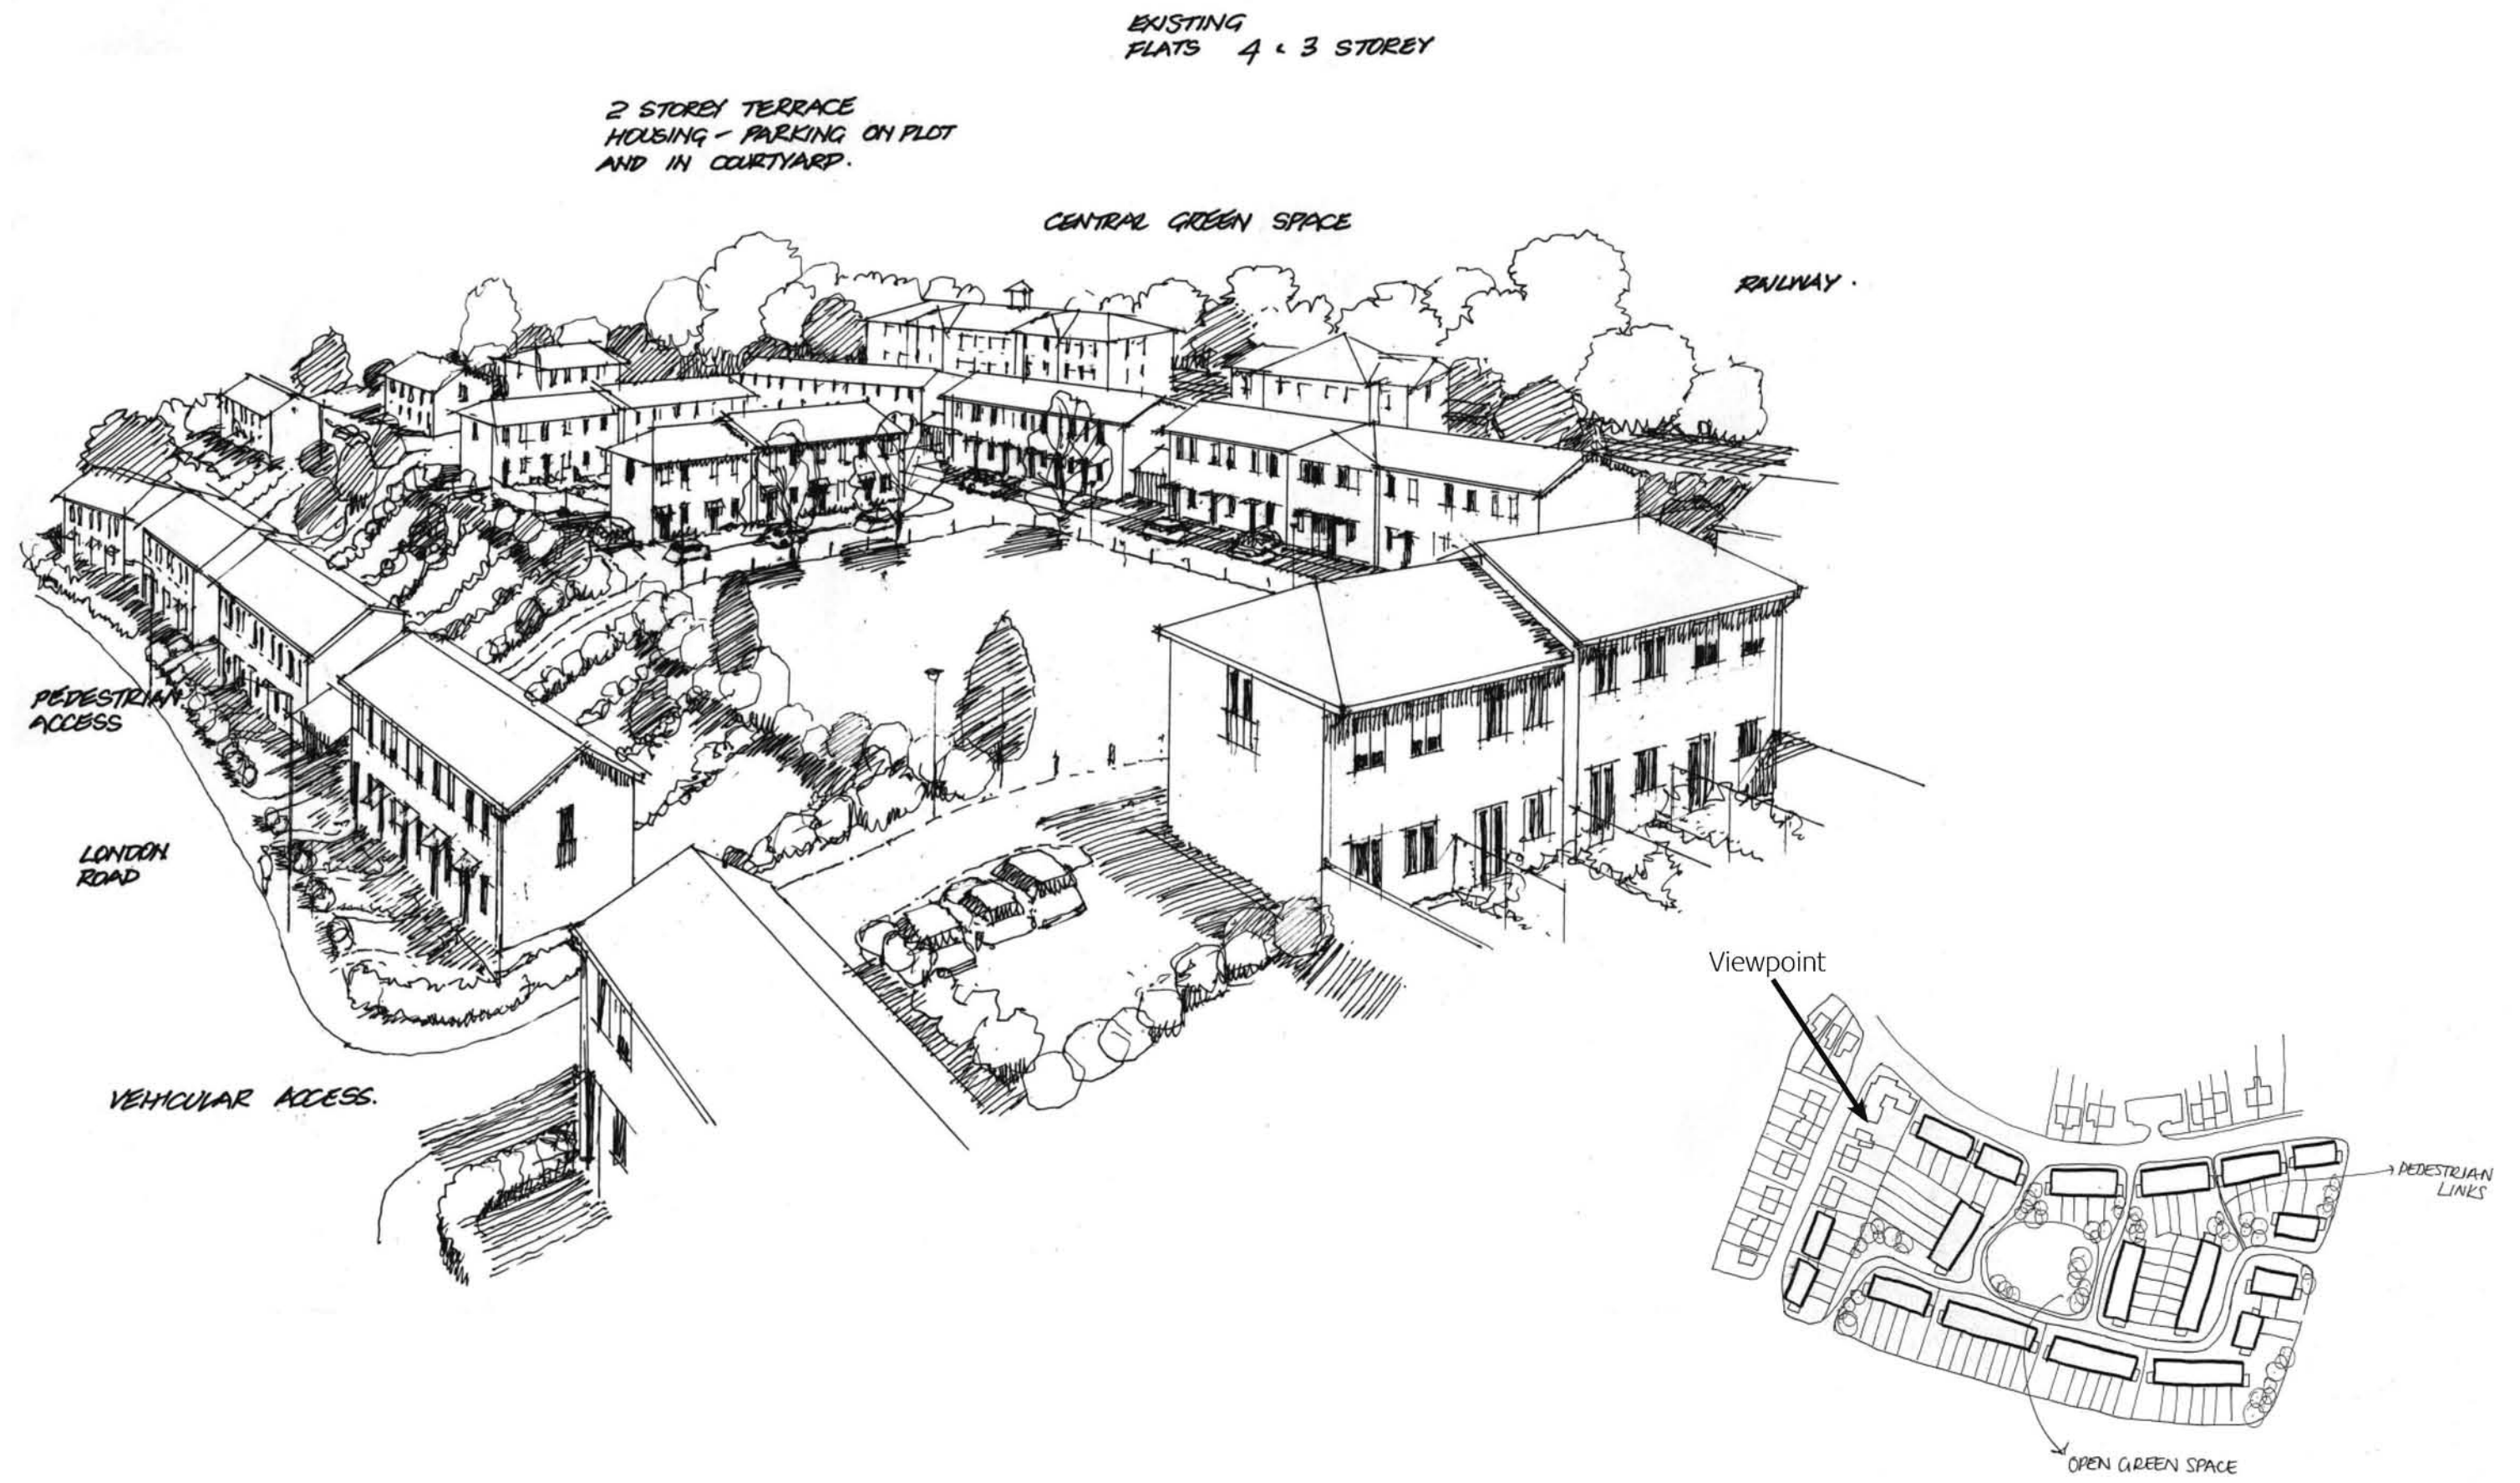 EXISTING
FLATS 4 & 3 STOREY
2 STOREY TERRACE
HOUSING - PARKING ON PLOT
AND IN COURTYARD.
CENTRAL GREEN SPACE
RAILWAY.
PEDESTRIAN
ACCESS
LONDON
ROAD
VEHICULAR ACCESS.
Viewpoint
PEDESTRIAN
LINKS
OPEN GREEN SPACE